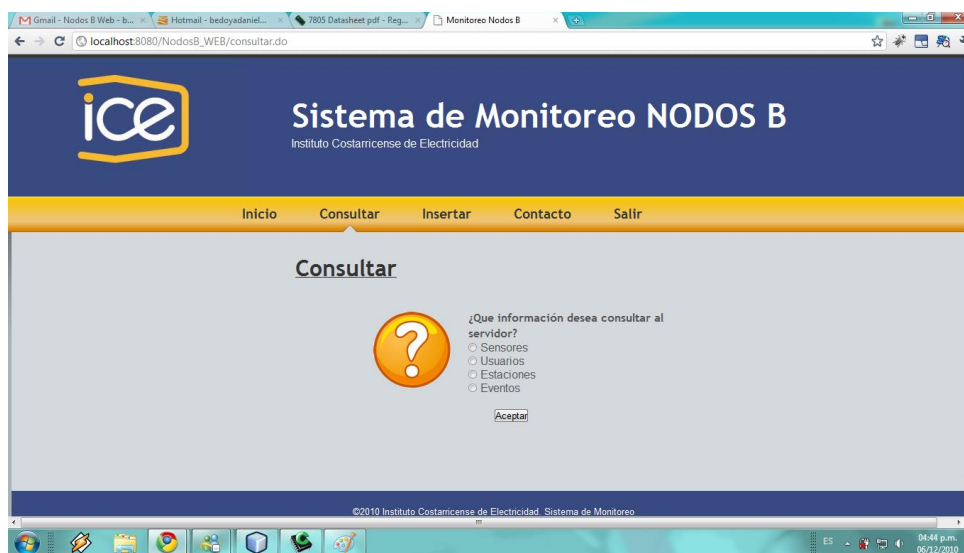 Gmail - Nodos B Web - b...
Hotmail - bedoyadaniel...
7805 Datasheet pdf - Reg...
Monitoreo Nodos B
localhost:8080/NodosB_WEB/consultar.do
ice
Sistema de Monitoreo NODOS B
Instituto Costarricense de Electricidad
Inicio Consultar Insertar Contacto Salir
Consultar
¿Que información desea consultar al
servidor?
Sensores
Usuarios
Estaciones
Eventos
Aceptar
©2010 Instituto Costarricense de Electricidad. Sistema de Monitoreo
ES
04:44 p.m.
06/12/2010